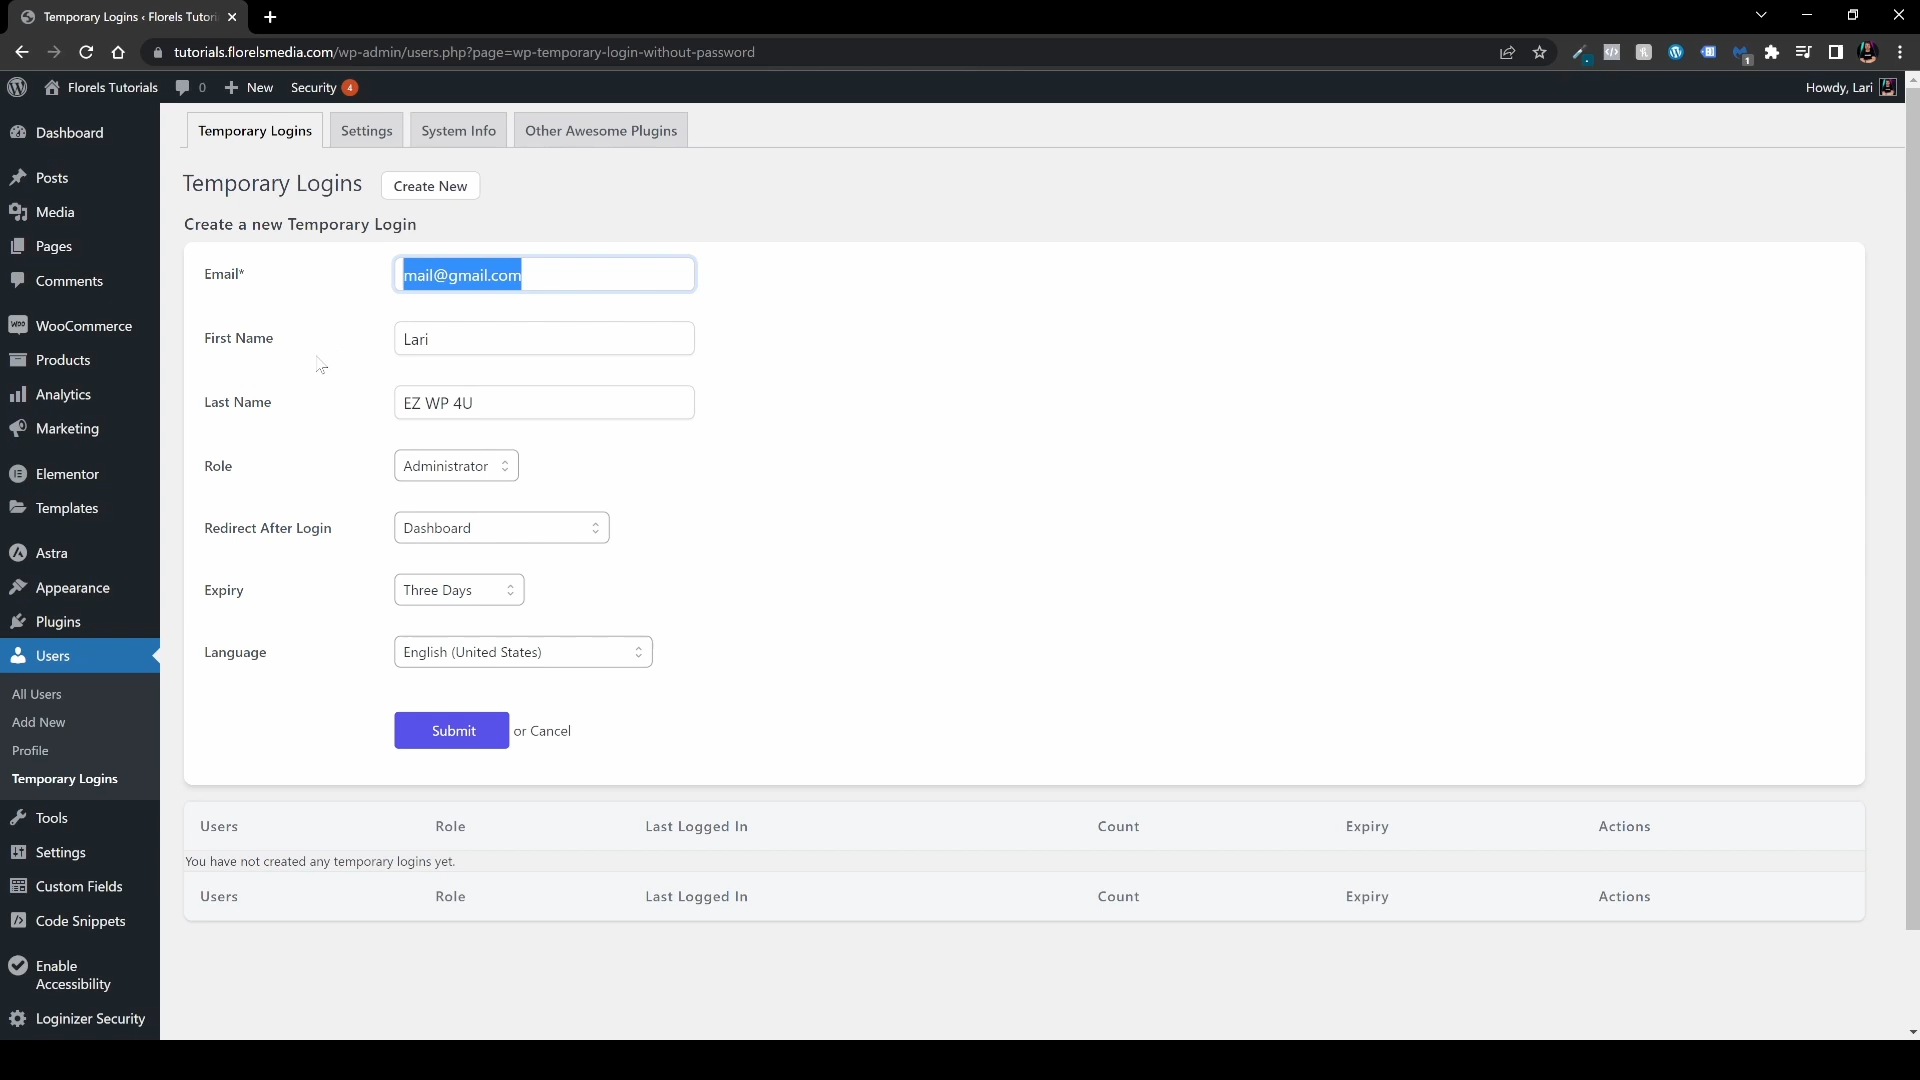 Temporary Logins ‹ Florels Tutori
tutorials.florelsmedia.com/wp-admin/users.php?page=wp-temporary-login-without-password
1
Florels Tutorials
0
New
Security 4
Howdy, Lari
Dashboard
Posts
Media
Pages
Comments
WooCommerce
Products
Analytics
Marketing
Elementor
Templates
Astra
Appearance
Plugins
Users
All Users
Add New
Profile
Temporary Logins
Tools
Settings
Custom Fields
Code Snippets
Enable
Accessibility
Loginizer Security
Temporary Logins
Settings
System Info
Other Awesome Plugins
Temporary Logins
Create New
Create a new Temporary Login
Email*
mail@gmail.com
First Name
Lari
Last Name
EZ WP 4U
Role
Administrator
Redirect After Login
Dashboard
Expiry
Three Days
Language
English (United States)
Submit or Cancel
Users Role Last Logged In Count Expiry Actions
You have not created any temporary logins yet.
Users Role Last Logged In Count Expiry Actions